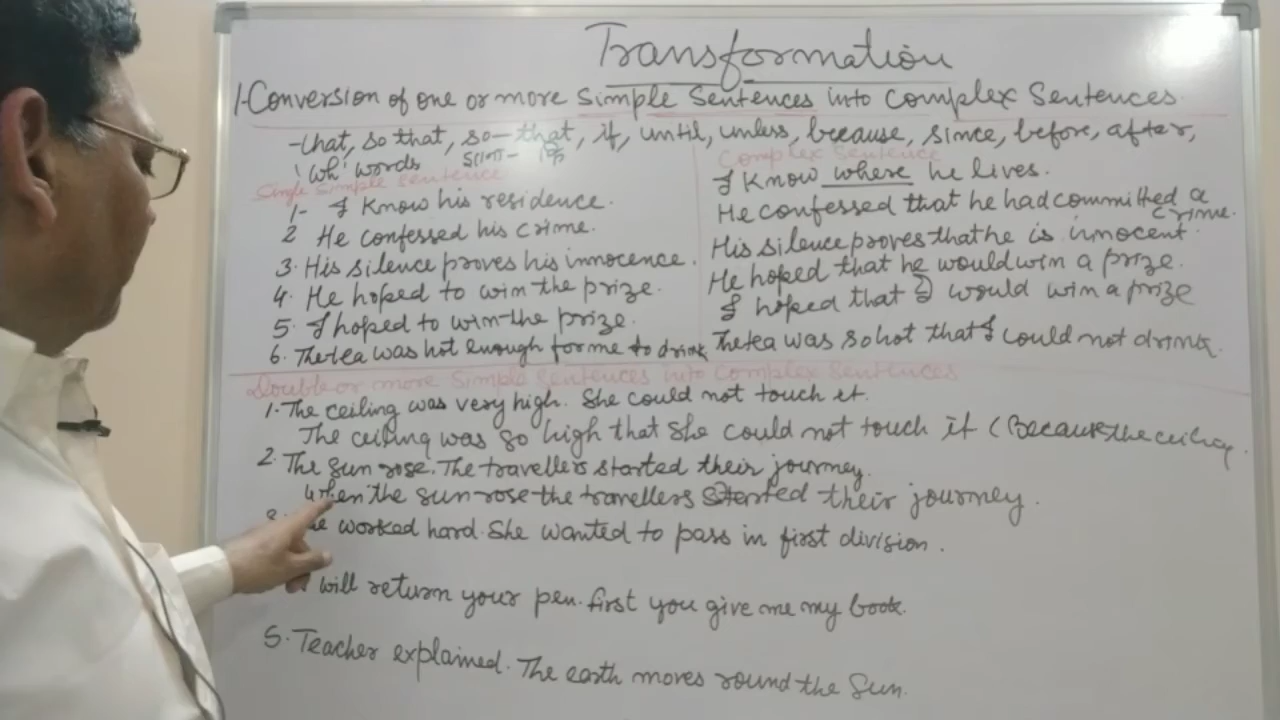 Transformation
1-Conversion of one or more Simple Sentences into Complex Sentences.
-that, so that, so-that, if, until, unless, because, since, before, after,
'Wh' words
Single Simple Sentence
1- I Know his residence.
2 He confessed his crime.
3. His silence proves his innocence.
4. He hoped to win the prize.
5. I hoped to win the prize.
6. The tea was hot enough for me to drink
Complex Sentence
I Know where he lives.
He confessed that he had committed a
crime.
His silence proves that he is innocent.
He hoped that he would win a prize.
I hoped that I would win a prize
The tea was so hot that I could not drink.
Double or more Simple Sentences into Complex Sentences
1. The ceiling was very high. She could not touch it.
The ceiling was so high that she could not touch it (Because the ceiling
2. The Sun rose. The travellers started their journey.
When the sun rose the travellers started their journey.
worked hard. She wanted to pass in first division.
will return your pen. first you give me my book.
5. Teacher explained. The earth moves round the Sun.